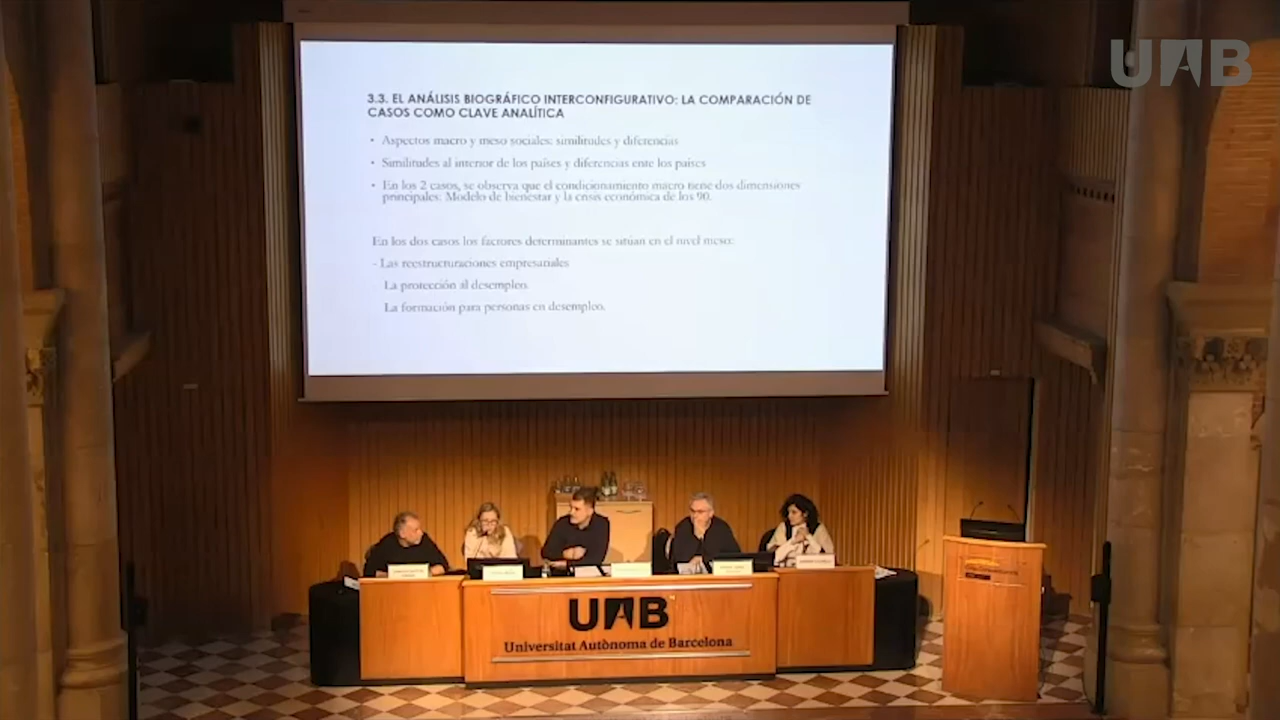 UAB
3.3. EL ANÁLISIS BIOGRÁFICO INTERCONFIGURATIVO: LA COMPARACIÓN DE
CASOS COMO CLAVE ANALÍTICA
• Aspectos macro y meso sociales: similitudes y diferencias
• Similitudes al interior de los países y diferencias ente los países
• En los 2 casos, se observa que el condicionamiento macro tiene dos dimensiones
principales: Modelo de bienestar y la crisis económica de los 90.
En los dos casos los factores determinantes se sitúan en el nivel meso:
- Las reestructuraciones empresariales
La protección al desempleo.
La formación para personas en desempleo.
UAB
Universitat Autònoma de Barcelona